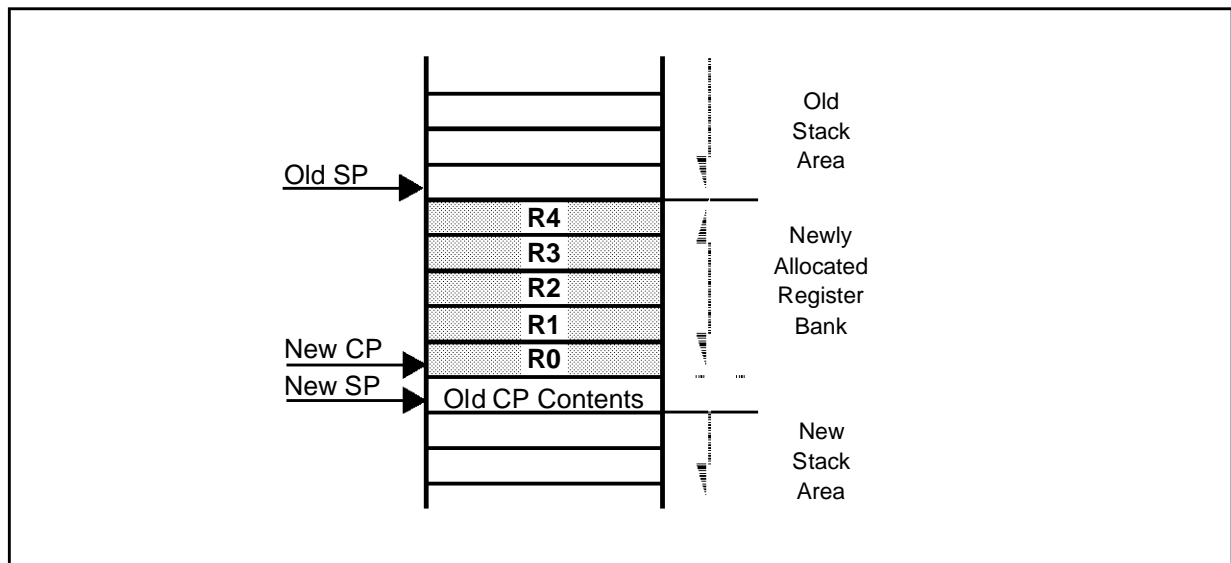 Old
Stack
Area
Old SP
R4
R3
R2
R1
R0
Newly
Allocated
Register
Bank
New CP
New SP
Old CP Contents
New
Stack
Area